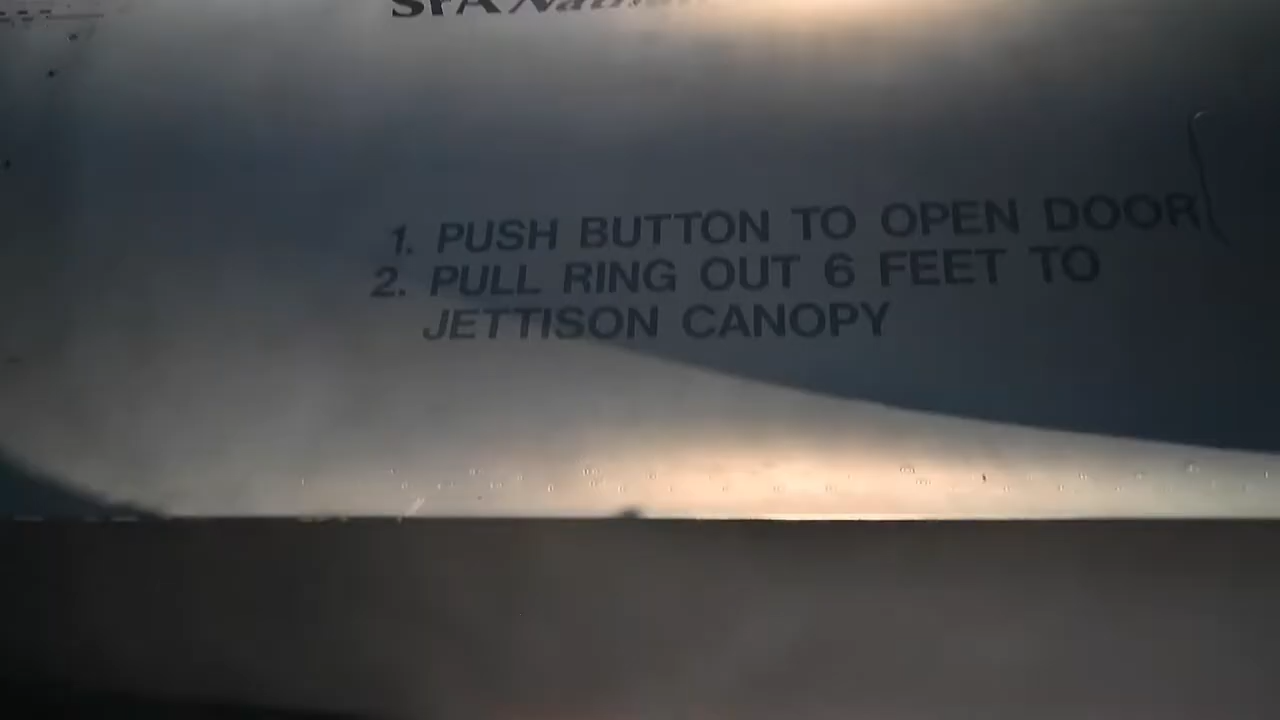 1. PUSH BUTTON TO OPEN DOOR
2. PULL RING OUT 6 FEET TO
JETTISON CANOPY